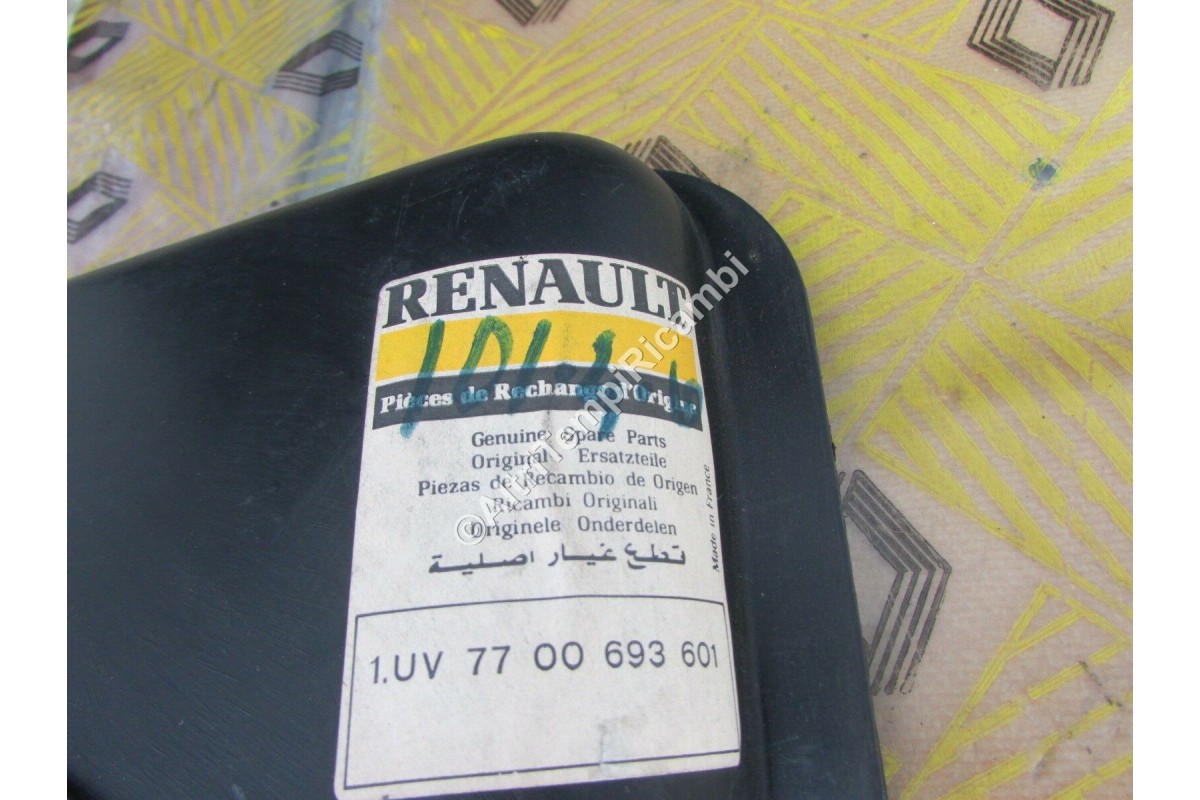 RENAULT
Pièces de Rechange d'Origine
Genuine Spare Parts
Original Ersatzteile
Piezas de Recambio de Origen
Ricambi Originali
Originele Onderdelen
قطع غيار اصلية
Made in France
1.UV 77 00 693 601
©AltriTempiRicambi